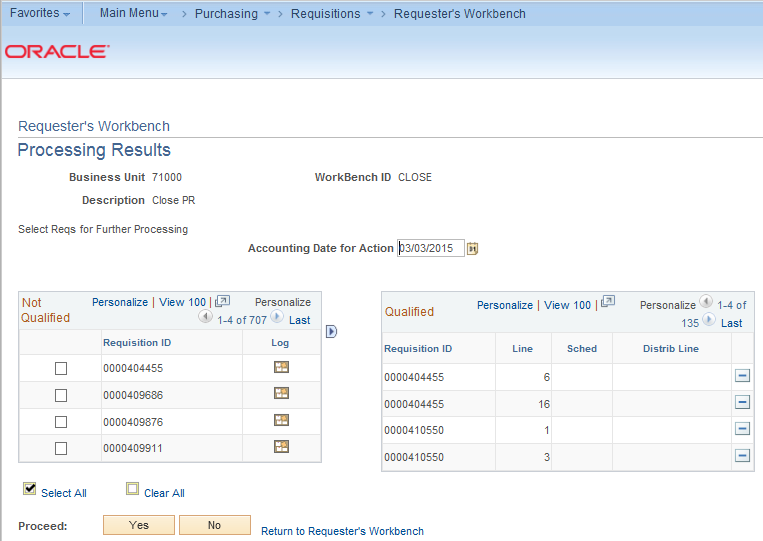 Favorites Main Menu > Purchasing > Requisitions > Requester's Workbench
ORACLE
Requester's Workbench
Processing Results
Business Unit 71000 WorkBench ID CLOSE
Description Close PR
Select Reqs for Further Processing
Accounting Date for Action 03/03/2015
Not Qualified Personalize | View 100 | Personalize
1-4 of 707 Last
Requisition ID Log
0000404455
0000409686
0000409876
0000409911
Qualified Personalize | View 100 | Personalize 1-4 of
135 Last
Requisition ID Line Sched Distrib Line
0000404455 6
0000404455 16
0000410550 1
0000410550 3
Select All Clear All
Proceed: Yes No Return to Requester's Workbench